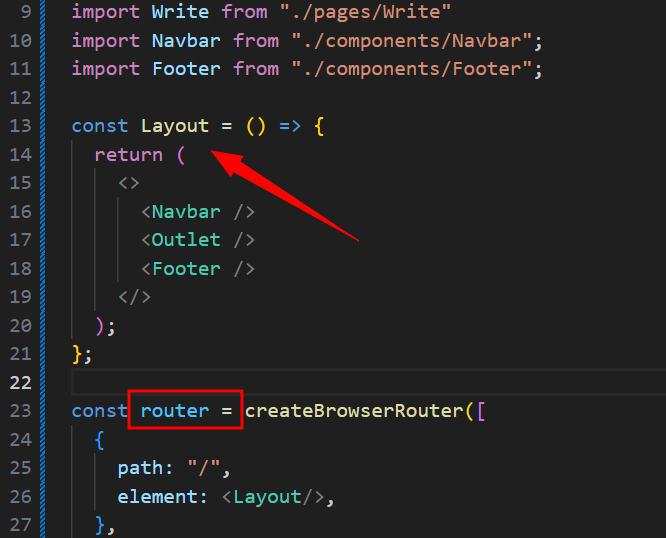 9 import Write from "./pages/Write"
10 import Navbar from "./components/Navbar";
11 import Footer from "./components/Footer";
12
13 const Layout = () => {
14 return (
15 <>
16 <Navbar />
17 <Outlet />
18 <Footer />
19 </>
20 );
21 };
22
23 const router = createBrowserRouter([
24 {
25 path: "/",
26 element: <Layout/>,
27 },